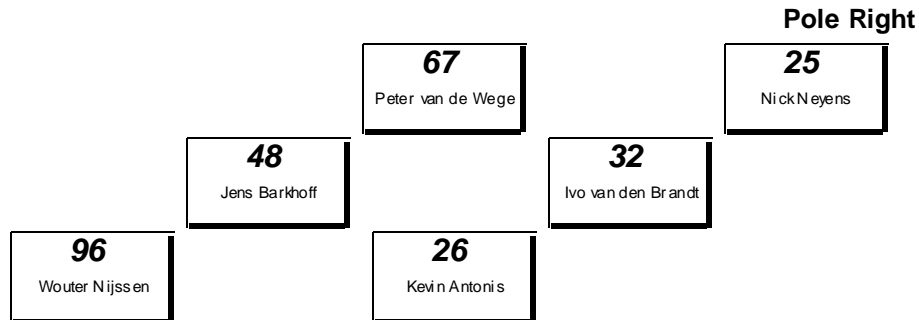 Pole Right
67 25
Peter van de Wege Nick Neyens
48 32
Jens Barkhoff Ivo van den Brandt
96 26
Wouter Nijssen Kevin Antonis